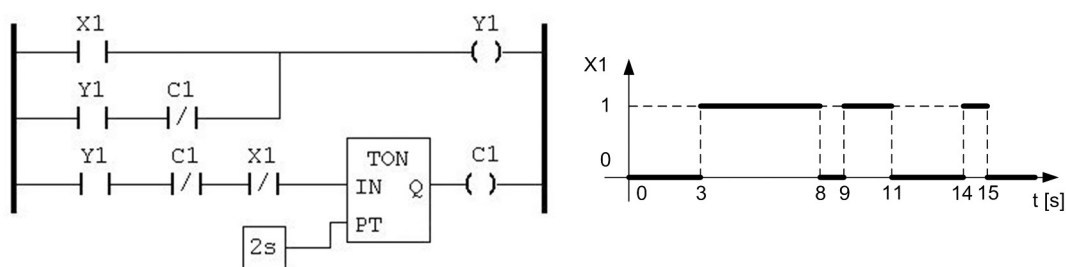 X1 Y1
Y1 C1
Y1 C1 X1 TON C1
IN Q
PT
2s
X1
1
0
0 3 8 9 11 14 15 t [s]